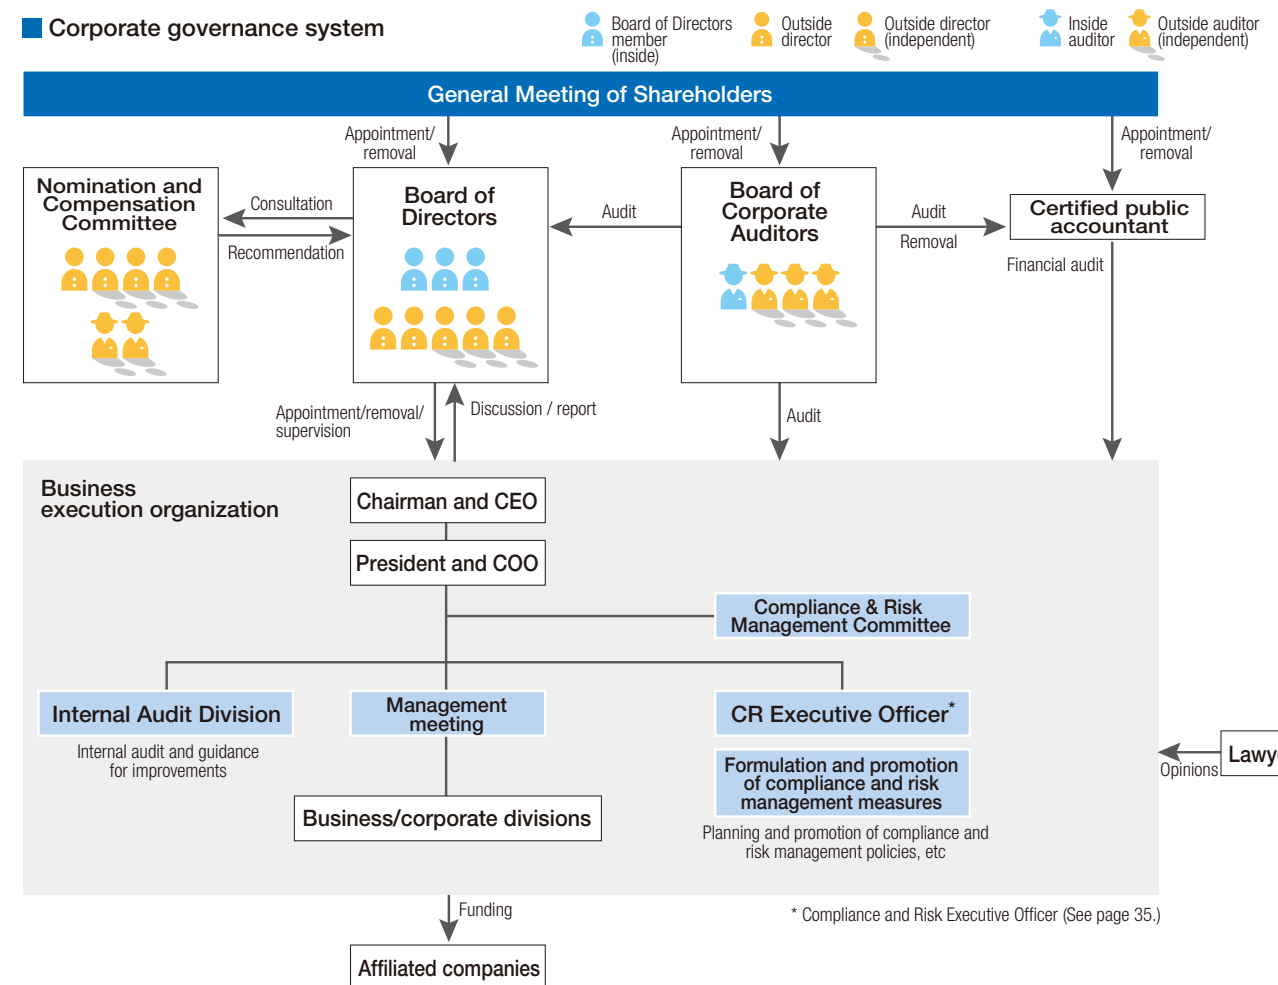 Corporate governance system
Board of Directors
member
(inside)
Outside
director
Outside director
(independent)
Inside
auditor
Outside auditor
(independent)
General Meeting of Shareholders
Appointment/
removal
Appointment/
removal
Appointment/
removal
Nomination and
Compensation
Committee
Consultation
Recommendation
Board of
Directors
Audit
Board of
Corporate
Auditors
Audit
Removal
Certified public
accountant
Financial audit
Appointment/removal/
supervision
Discussion / report
Audit
Business
execution organization
Chairman and CEO
President and COO
Compliance & Risk
Management Committee
Internal Audit Division
Internal audit and guidance
for improvements
Management
meeting
CR Executive Officer*
Formulation and promotion
of compliance and risk
management measures
Planning and promotion of compliance and
risk management policies, etc
Business/corporate divisions
Opinions
Funding
* Compliance and Risk Executive Officer (See page 35.)
Affiliated companies